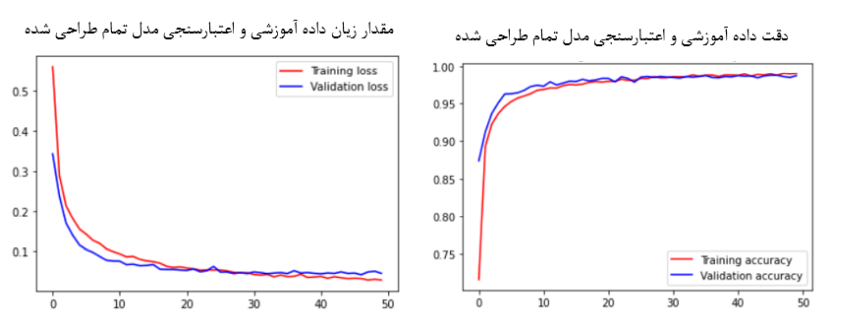 مقدار زیان داده آموزشی و اعتبارسنجی مدل تمام طراحی شده
Training loss
Validation loss
0.5
0.4
0.3
0.2
0.1
0 10 20 30 40 50
دقت داده آموزشی و اعتبارسنجی مدل تمام طراحی شده
1.00
0.95
0.90
0.85
0.80
0.75
Training accuracy
Validation accuracy
0 10 20 30 40 50